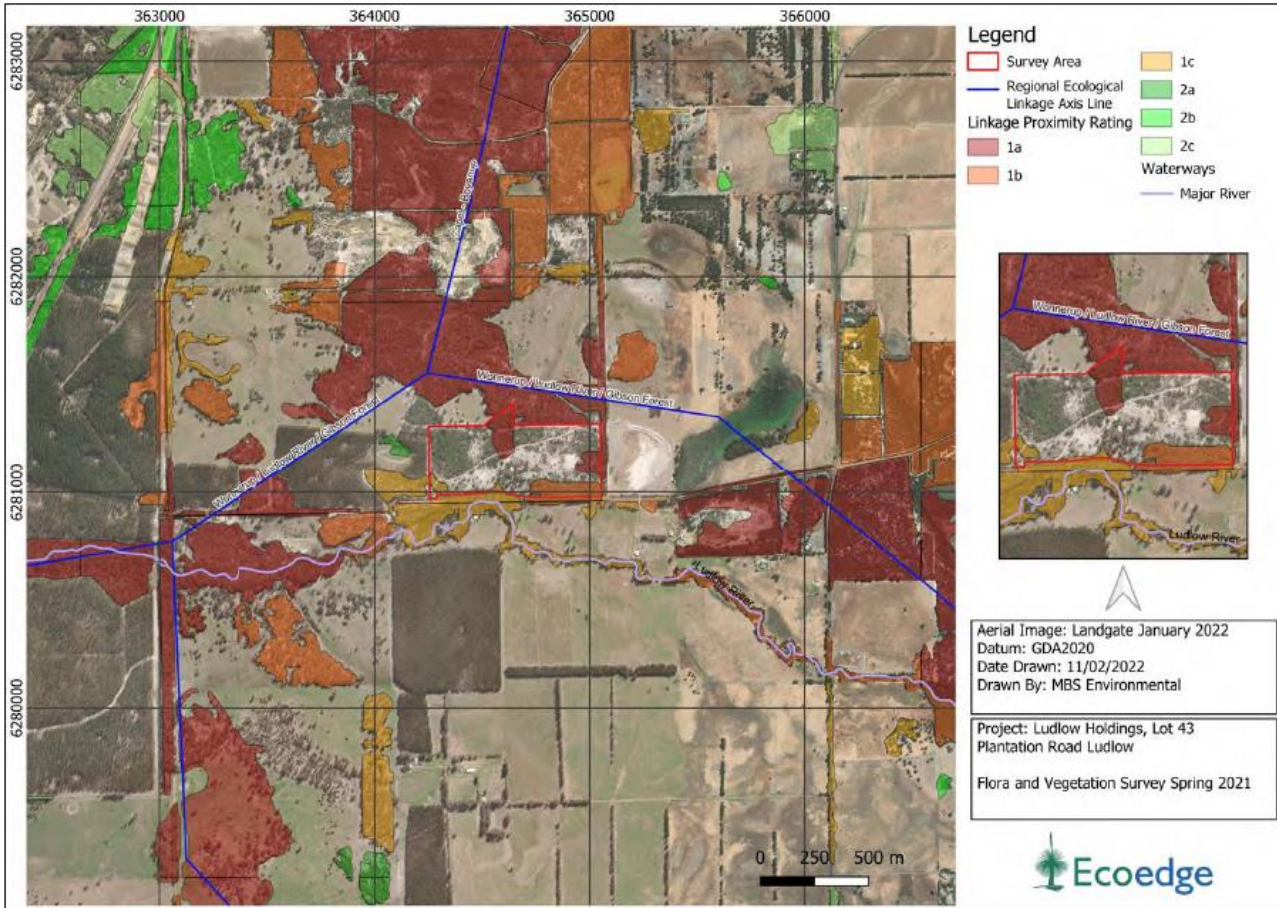 363000 364000 365000 366000
6283000
6282000
6281000
6280000
Wonnerup / Ludlow River / Gibson Forest
Wonnerup / Ludlow River / Gibson Forest
Ludlow River
0 250 500 m
Legend
Survey Area
Regional Ecological
Linkage Axis Line
Linkage Proximity Rating
1a
1b
1c
2a
2b
2c
Waterways
Major River
Wonnerup / Ludlow River / Gibson Forest
Ludlow River
Aerial Image: Landgate January 2022
Datum: GDA2020
Date Drawn: 11/02/2022
Drawn By: MBS Environmental
Project: Ludlow Holdings, Lot 43
Plantation Road Ludlow
Flora and Vegetation Survey Spring 2021
Ecoedge